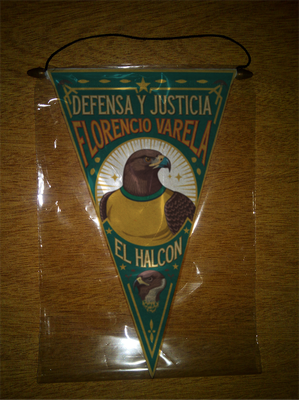 DEFENSA Y JUSTICIA
FLORENCIO VARELA
EL HALCON